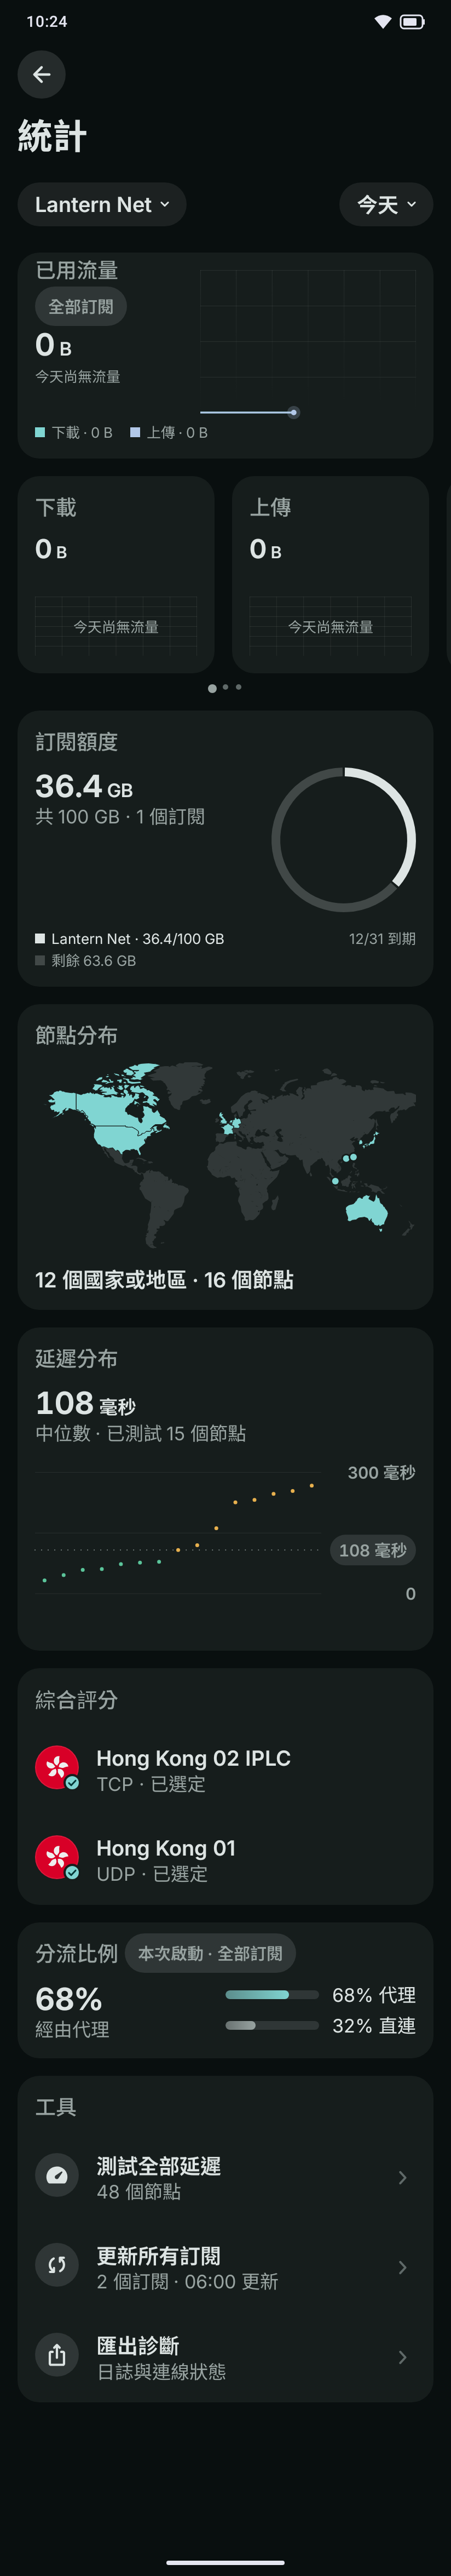 10:24
統計
Lantern Net
今天
已用流量
全部訂閱
0 B
今天尚無流量
下載 · 0 B
上傳 · 0 B
下載
0 B
今天尚無流量
上傳
0 B
今天尚無流量
訂閱額度
36.4 GB
共 100 GB · 1 個訂閱
Lantern Net · 36.4/100 GB
12/31 到期
剩餘 63.6 GB
節點分布
12 個國家或地區 · 16 個節點
延遲分布
108 毫秒
中位數 · 已測試 15 個節點
300 毫秒
108 毫秒
0
綜合評分
Hong Kong 02 IPLC
TCP · 已選定
Hong Kong 01
UDP · 已選定
分流比例
本次啟動 · 全部訂閱
68%
經由代理
68% 代理
32% 直連
工具
測試全部延遲
48 個節點
更新所有訂閱
2 個訂閱 · 06:00 更新
匯出診斷
日誌與連線狀態